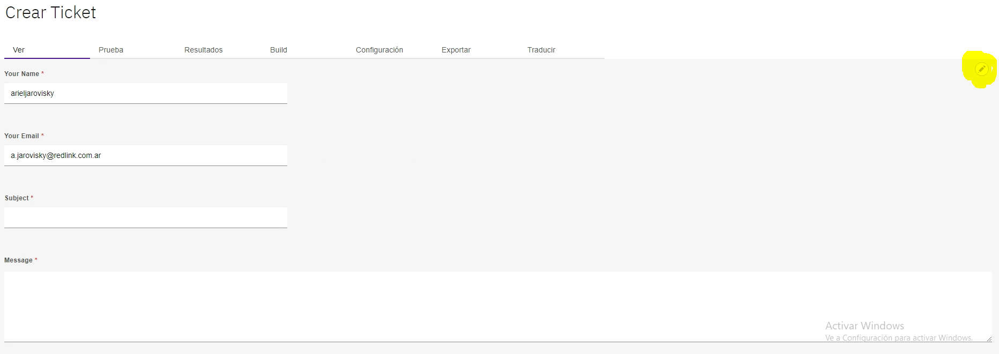 Crear Ticket
Ver Prueba Resultados Build Configuración Exportar Traducir
Your Name *
arieljarovisky
Your Email *
a.jarovisky@redlink.com.ar
Subject *
Message *
Activar Windows
Ve a Configuración para activar Windows.